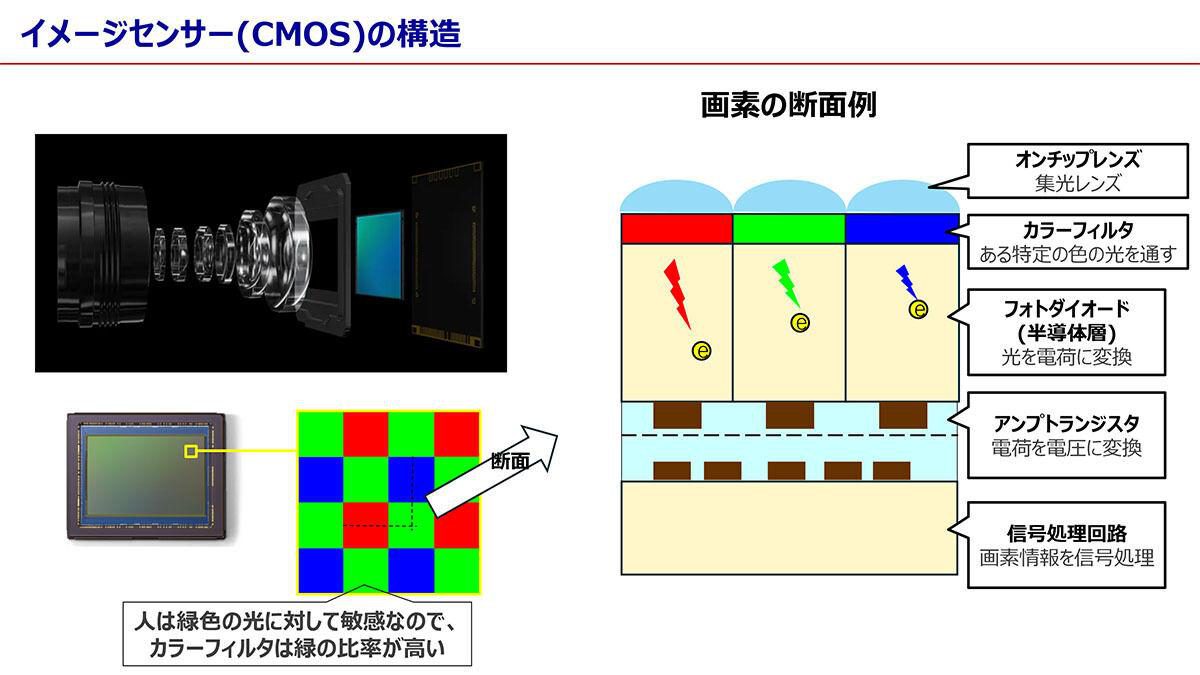 イメージセンサー(CMOS)の構造
画素の断面例
オンチップレンズ
集光レンズ
カラーフィルタ
ある特定の色の光を通す
フォトダイオード
(半導体層)
光を電荷に変換
e
e
e
アンプトランジスタ
電荷を電圧に変換
断面
信号処理回路
画素情報を信号処理
人は緑色の光に対して敏感なので、
カラーフィルタは緑の比率が高い